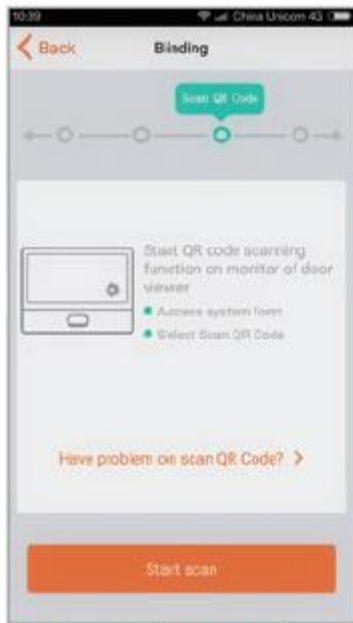 10:39 China Unicom 4G
Back Binding
Scan QR Code
Start QR code scanning
function on monitor of door
viewer
Access system form
Select Scan QR Code
Have problem on scan QR Code?
Start scan